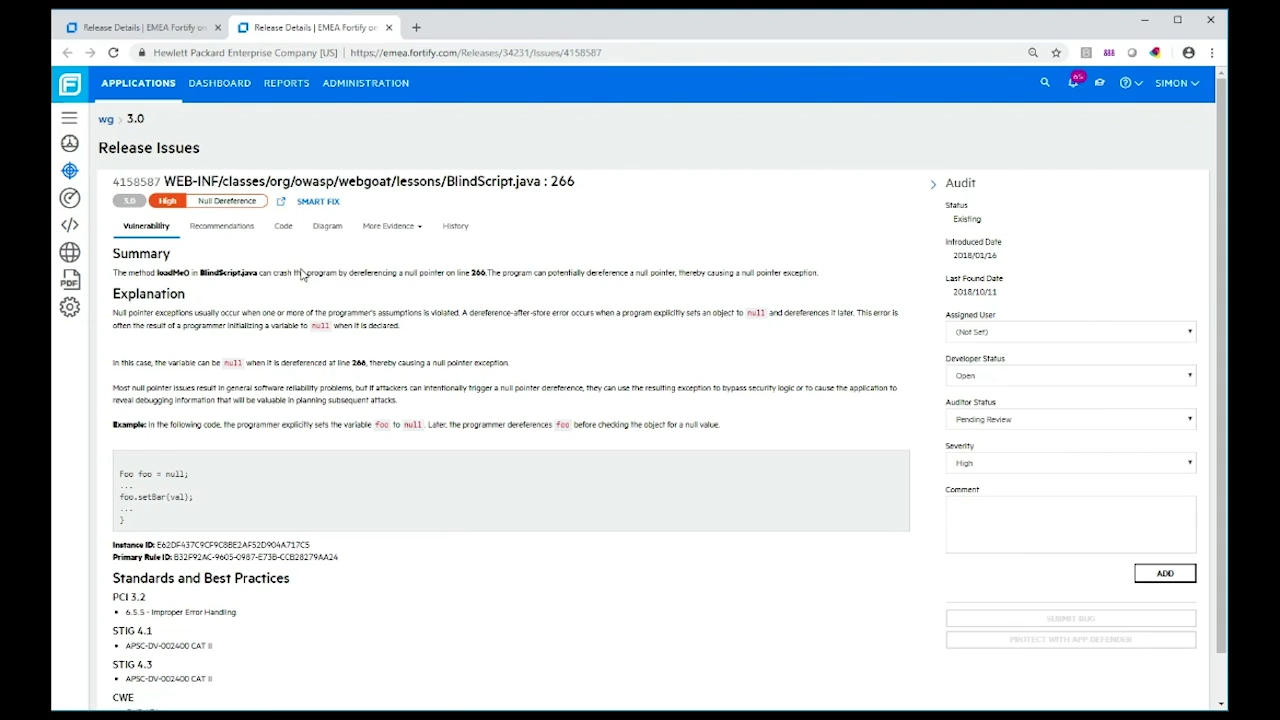 Release Details | EMEA Fortify on
Release Details | EMEA Fortify on
Hewlett Packard Enterprise Company [US] | https://emea.fortify.com/Releases/34231/Issues/4158587
APPLICATIONS DASHBOARD REPORTS ADMINISTRATION SIMON
wg > 3.0
Release Issues
4158587 WEB-INF/classes/org/owasp/webgoat/lessons/BlindScript.java : 266
3.0 High Null Dereference SMART FIX
Vulnerability Recommendations Code Diagram More Evidence History
Summary
The method loadMe() in BlindScript.java can crash the program by dereferencing a null pointer on line 266.The program can potentially dereference a null pointer, thereby causing a null pointer exception.
Explanation
Null pointer exceptions usually occur when one or more of the programmer's assumptions is violated. A dereference-after-store error occurs when a program explicitly sets an object to null and dereferences it later. This error is
often the result of a programmer initializing a variable to null when it is declared.
In this case, the variable can be null when it is dereferenced at line 266, thereby causing a null pointer exception.
Most null pointer issues result in general software reliability problems, but if attackers can intentionally trigger a null pointer dereference, they can use the resulting exception to bypass security logic or to cause the application to
reveal debugging information that will be valuable in planning subsequent attacks.
Example: In the following code, the programmer explicitly sets the variable foo to null. Later, the programmer dereferences foo before checking the object for a null value.
Foo foo = null;
...
foo.setBar(val);
...
}
Instance ID: E62DF437C9CF9C8BE2AF52D904A717C5
Primary Rule ID: B32F92AC-9605-0987-E73B-CCB28279AA24
Standards and Best Practices
PCI 3.2
• 6.5.5 - Improper Error Handling
STIG 4.1
• APSC-DV-002400 CAT II
STIG 4.3
• APSC-DV-002400 CAT II
CWE
Audit
Status
Existing
Introduced Date
2018/01/16
Last Found Date
2018/10/11
Assigned User
(Not Set)
Developer Status
Open
Auditor Status
Pending Review
Severity
High
Comment
ADD
SUBMIT BUG
PROTECT WITH APP DEFENDER
PDF